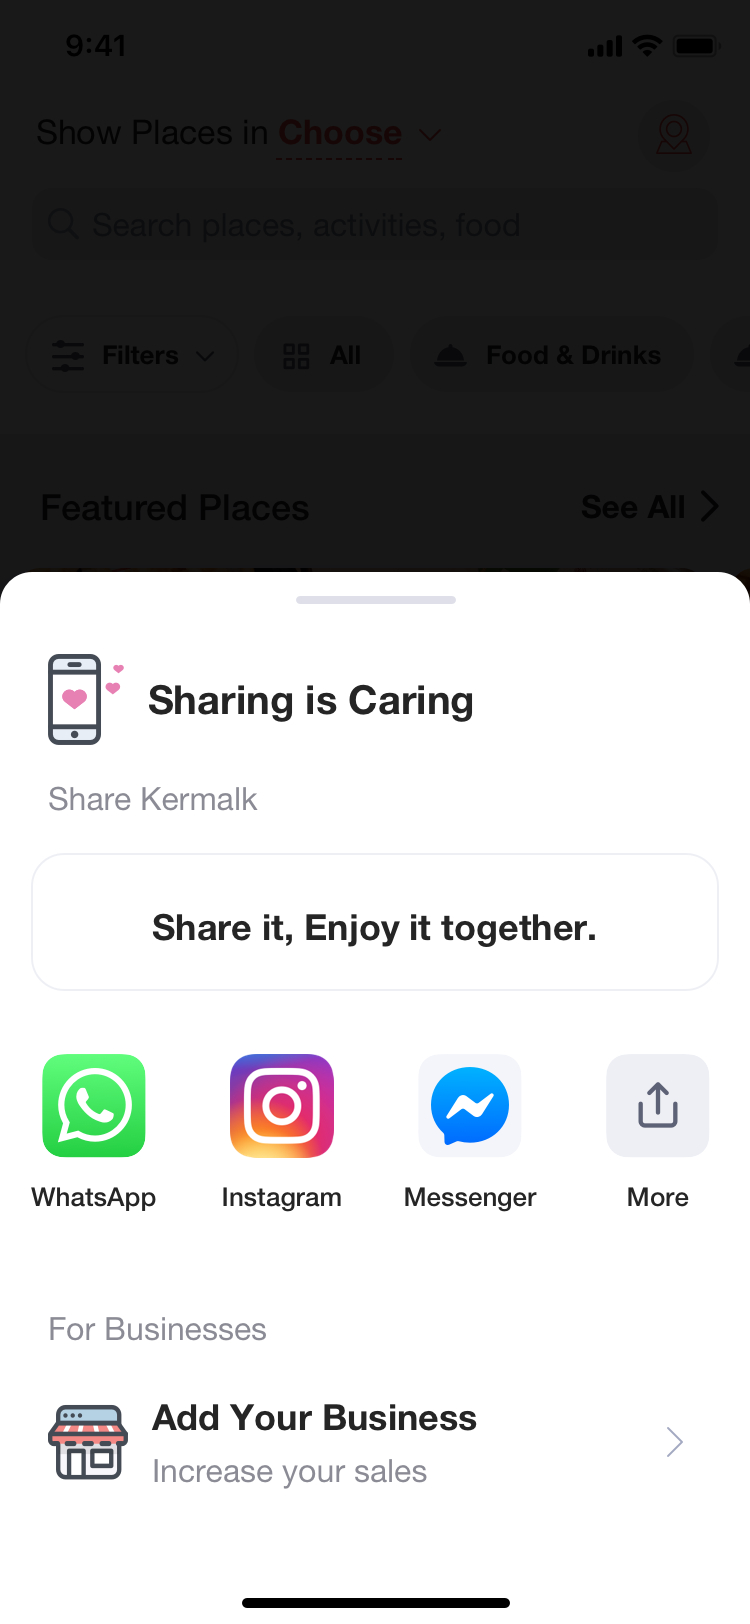 9:41
Show Places in Choose
Search places, activities, food
Filters
All
Food & Drinks
Featured Places
See All
Sharing is Caring
Share Kermalk
Share it, Enjoy it together.
WhatsApp
Instagram
Messenger
More
For Businesses
Add Your Business
Increase your sales